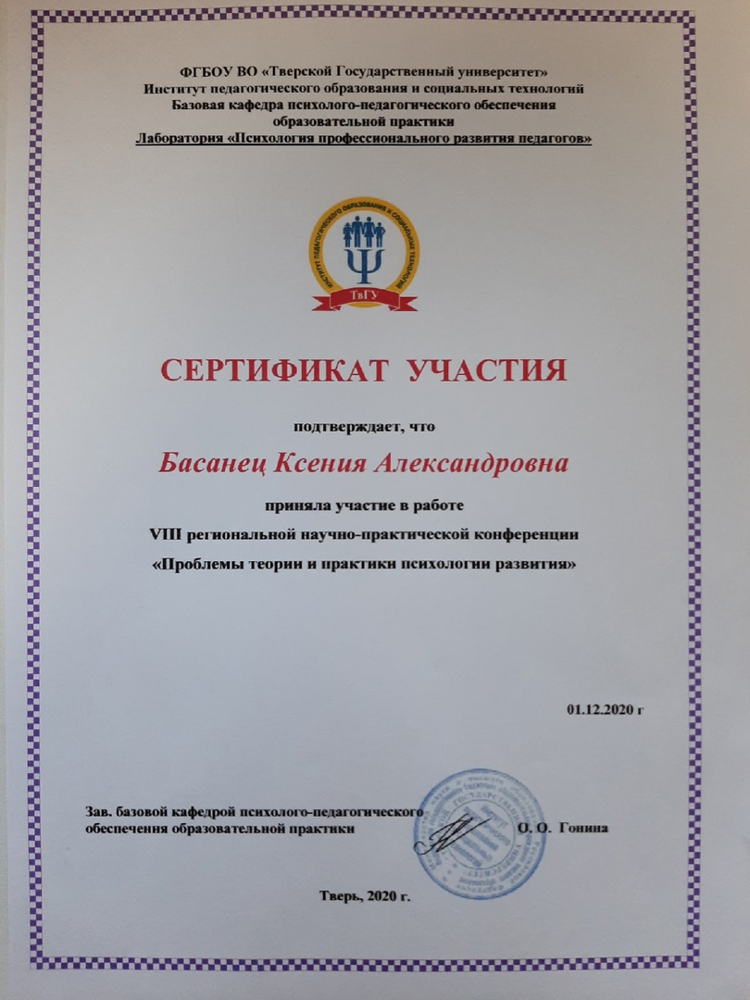 ФГБОУ ВО «Тверской Государственный университет»
Институт педагогического образования и социальных технологий
Базовая кафедра психолого-педагогического обеспечения
образовательной практики
Лаборатория «Психология профессионального развития педагогов»
ИНСТИТУТ ПЕДАГОГИЧЕСКОГО ОБРАЗОВАНИЯ И СОЦИАЛЬНЫХ ТЕХНОЛОГИЙ
ТвГУ
СЕРТИФИКАТ УЧАСТИЯ
подтверждает, что
Басанец Ксения Александровна
приняла участие в работе
VIII региональной научно-практической конференции
«Проблемы теории и практики психологии развития»
01.12.2020 г
Зав. базовой кафедрой психолого-педагогического
обеспечения образовательной практики
О. О. Гонина
Тверь, 2020 г.